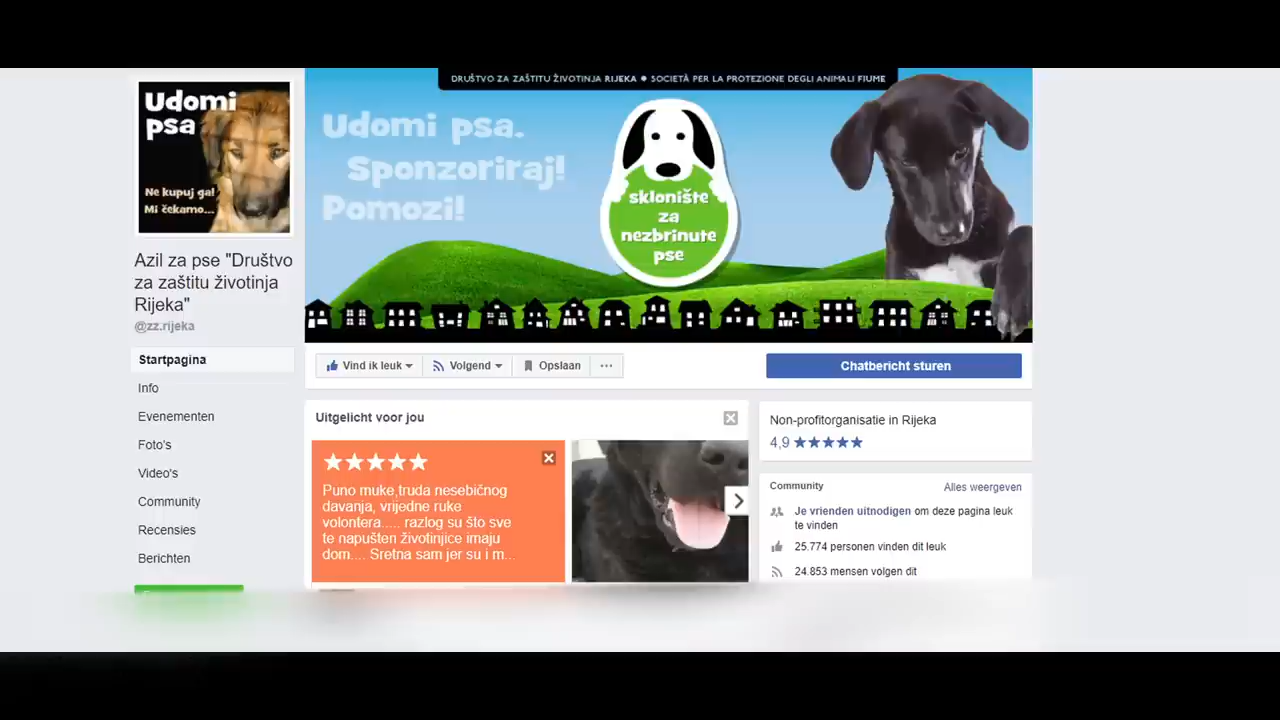 DRUŠTVO ZA ZAŠTITU ŽIVOTINJA RIJEKA • SOCIETÀ PER LA PROTEZIONE DEGLI ANIMALI FIUME
Udomi
psa
Ne kupuj ga!
Mi čekamo...
Udomi psa.
Sponzoriraj!
Pomozi!
sklonište
za
nezbrinute
pse
Azil za pse "Društvo
za zaštitu životinja
Rijeka"
@zz.rijeka
Startpagina
Info
Evenementen
Foto's
Video's
Community
Recensies
Berichten
Vind ik leuk
Volgend
Opslaan
Chatbericht sturen
Uitgelicht voor jou
Puno muke,truda nesebičnog
davanja, vrijedne ruke
volontera..... razlog su što sve
te napušten životinjice imaju
dom.... Sretna sam jer su i m...
Non-profitorganisatie in Rijeka
4,9
Community
Alles weergeven
Je vrienden uitnodigen om deze pagina leuk
te vinden
25.774 personen vinden dit leuk
24.853 mensen volgen dit